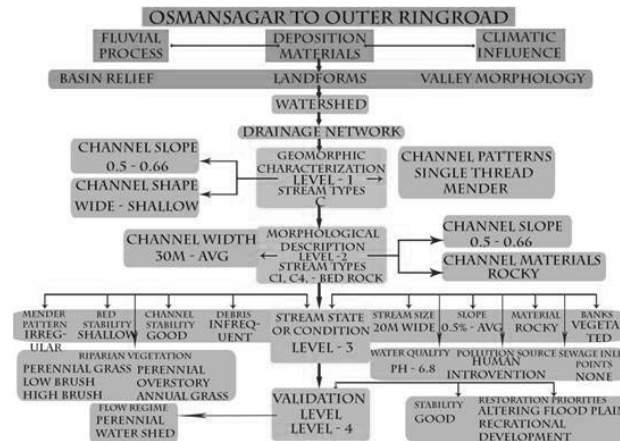 OSMANSAGAR TO OUTER RINGROAD
FLUVIAL
PROCESS
DEPOSITION
MATERIALS
CLIMATIC
INFLUENCE
BASIN RELIEF
LANDFORMS
VALLEY MORPHOLOGY
WATERSHED
DRAINAGE NETWORK
CHANNEL SLOPE
0.5 - 0.66
CHANNEL SHAPE
WIDE - SHALLOW
GEOMORPHIC
CHARACTERIZATION
LEVEL - 1
STREAM TYPES
C
CHANNEL PATTERNS
SINGLE THREAD
MENDER
CHANNEL WIDTH
30M - AVG
MORPHOLOGICAL
DESCRIPTION
LEVEL -2
STREAM TYPES
C1, C4, - BED ROCK
CHANNEL SLOPE
0.5 - 0.66
CHANNEL MATERIALS
ROCKY
MENDER
PATTERN
IRREG-
ULAR
BED
STABILITY
SHALLOW
CHANNEL
STABILITY
GOOD
DEBRIS
INFREQ-
UENT
STREAM STATE
OR CONDITION
LEVEL - 3
STREAM SIZE
20M WIDE
SLOPE
0.5% - AVG
MATERIAL
ROCKY
BANKS
VEGETA
TED
RIPARIAN VEGETATION
PERENNIAL GRASS
LOW BRUSH
HIGH BRUSH
PERENNIAL
OVERSTORY
ANNUAL GRASS
WATER QUALITY
PH - 6.8
POLLUTION SOURCE
HUMAN
INTROVENTION
SEWAGE INLE
POINTS
NONE
VALIDATION
LEVEL
LEVEL - 4
FLOW REGIME
PERENNIAL
WATER SHED
STABILITY
GOOD
RESTORATION PRIORITIES
ALTERING FLOOD PLAIN
RECRATIONAL
DEVELOPMENT